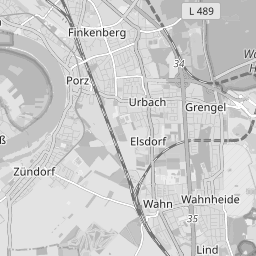 L 489
Finkenberg
34
Porz
Urbach
Grengel
Elsdorf
Zündorf
Wahn
Wahnheide
35
Lind